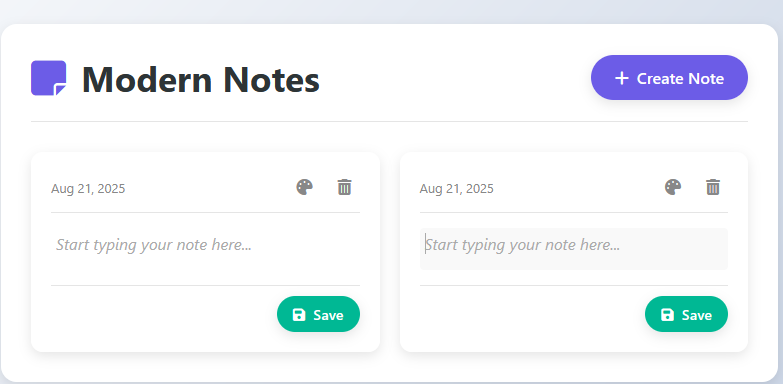 Modern Notes
+ Create Note
Aug 21, 2025
Start typing your note here...
Save
Aug 21, 2025
Start typing your note here...
Save